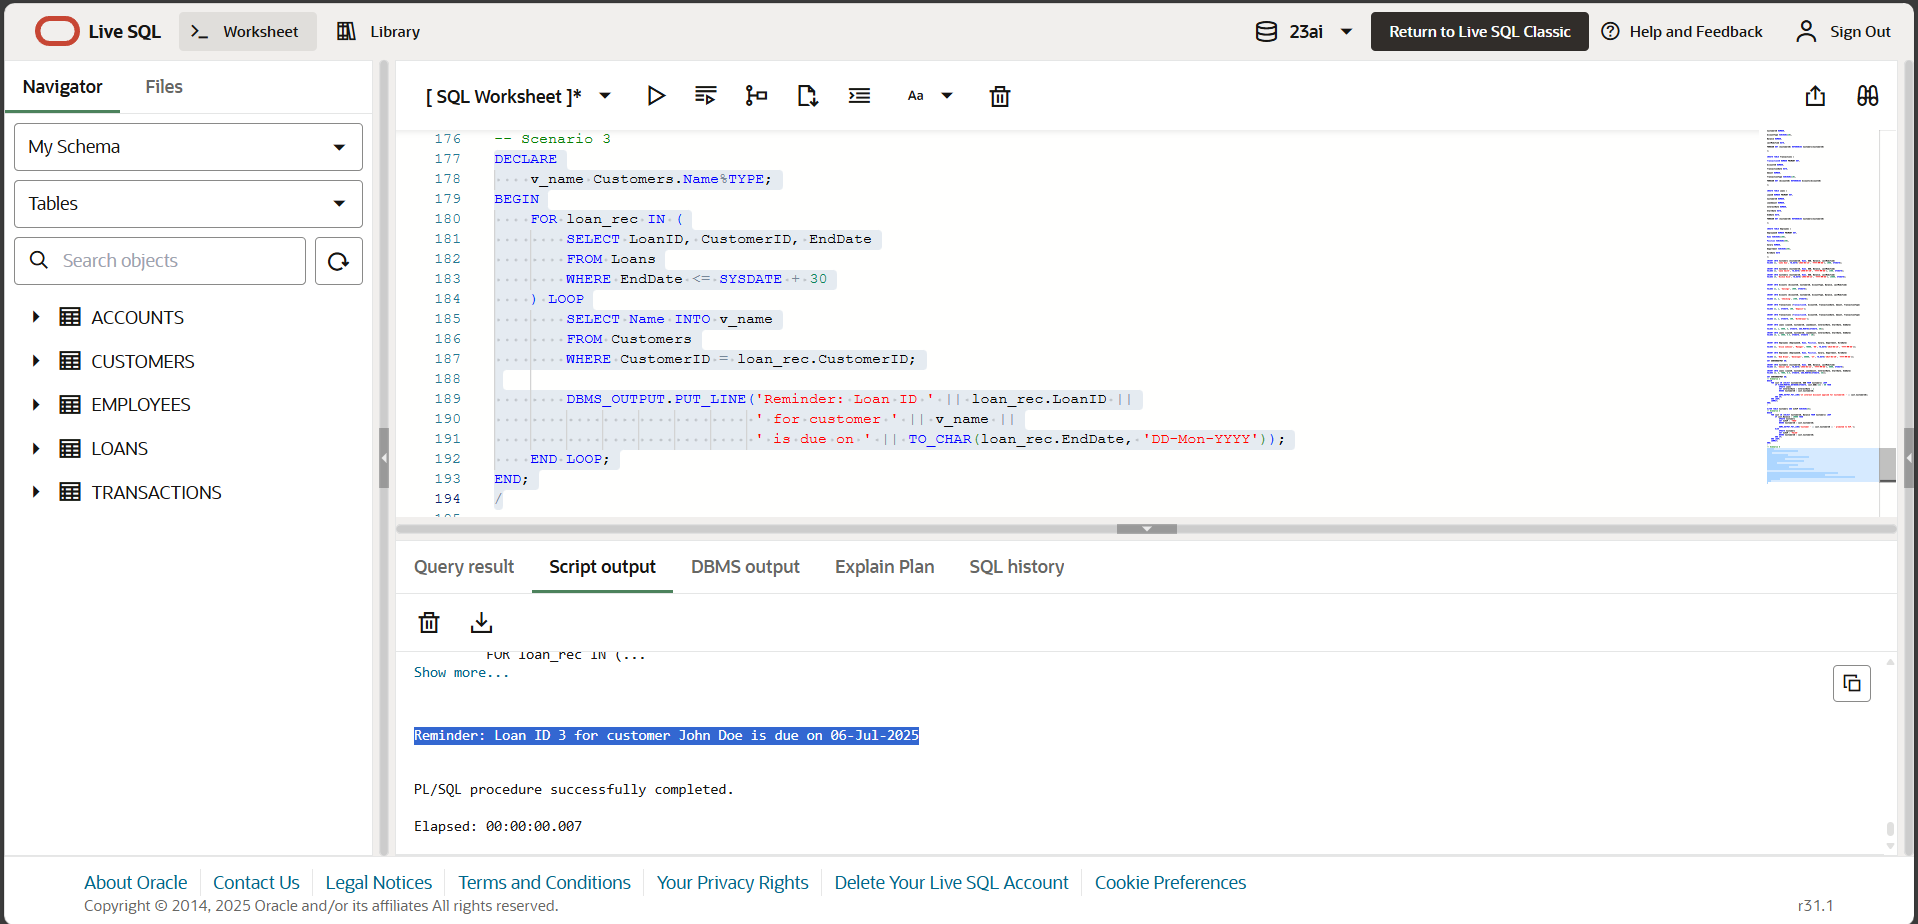 Live SQL
Worksheet
Library
23ai
Return to Live SQL Classic
Help and Feedback
Sign Out
Navigator
Files
My Schema
Tables
Search objects
ACCOUNTS
CUSTOMERS
EMPLOYEES
LOANS
TRANSACTIONS
[ SQL Worksheet ]*
Aa
176 -- Scenario 3
177 DECLARE
178 v_name Customers.Name%TYPE;
179 BEGIN
180 FOR loan_rec IN (
181 SELECT LoanID, CustomerID, EndDate
182 FROM Loans
183 WHERE EndDate <= SYSDATE + 30
184 ) LOOP
185 SELECT Name INTO v_name
186 FROM Customers
187 WHERE CustomerID = loan_rec.CustomerID;
188
189 DBMS_OUTPUT.PUT_LINE('Reminder: Loan ID ' || loan_rec.LoanID ||
190 ' for customer ' || v_name ||
191 ' is due on ' || TO_CHAR(loan_rec.EndDate, 'DD-Mon-YYYY'));
192 END LOOP;
193 END;
194 /
Query result
Script output
DBMS output
Explain Plan
SQL history
FOR loan_rec IN (...
Show more...
Reminder: Loan ID 3 for customer John Doe is due on 06-Jul-2025
PL/SQL procedure successfully completed.
Elapsed: 00:00:00.007
About Oracle
Contact Us
Legal Notices
Terms and Conditions
Your Privacy Rights
Delete Your Live SQL Account
Cookie Preferences
Copyright © 2014, 2025 Oracle and/or its affiliates All rights reserved.
r31.1